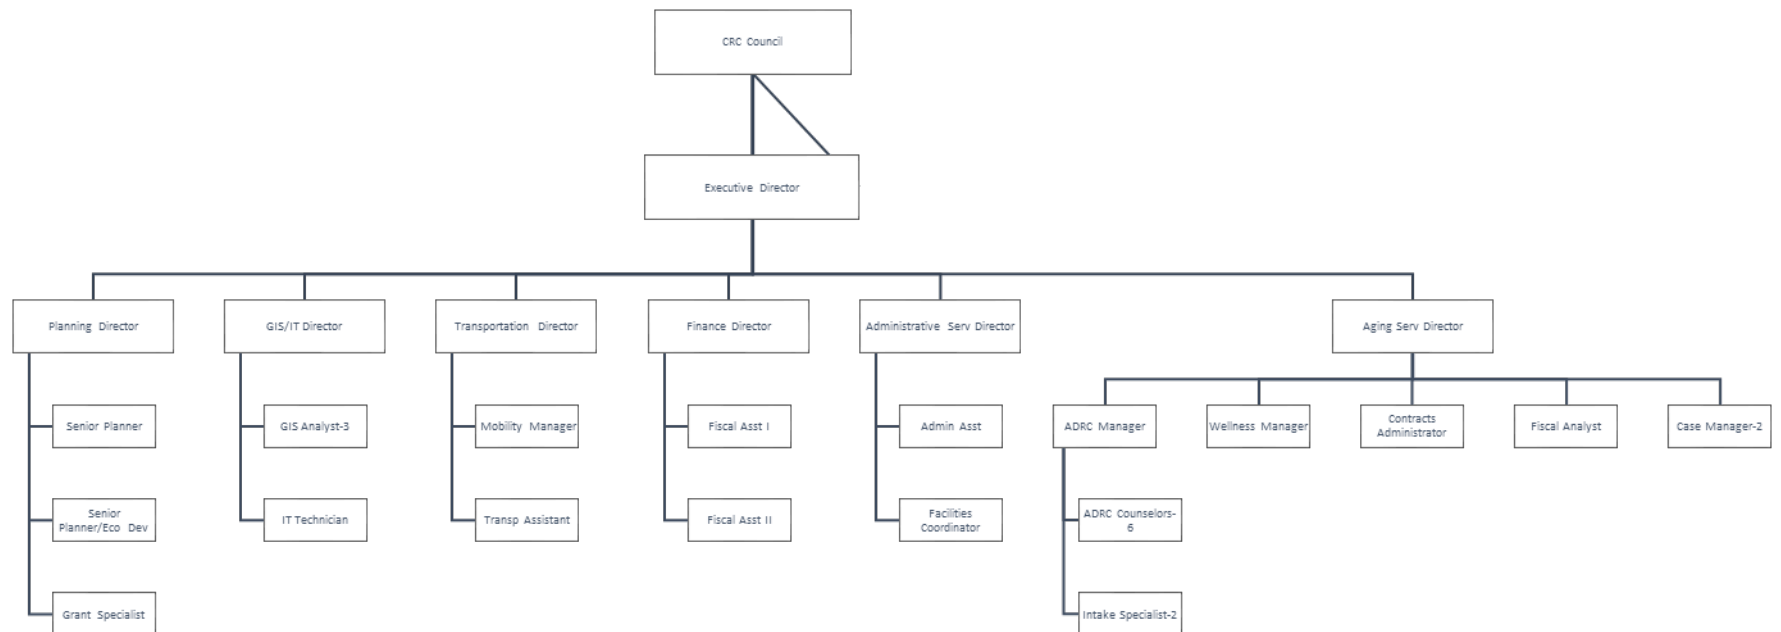 CRC Council
Executive Director
Planning Director
GIS/IT Director
Transportation Director
Finance Director
Administrative Serv Director
Aging Serv Director
Senior Planner
GIS Analyst-3
Mobility Manager
Fiscal Asst I
Admin Asst
ADRC Manager
Wellness Manager
Contracts
Administrator
Fiscal Analyst
Case Manager-2
Senior
Planner/Eco Dev
IT Technician
Transp Assistant
Fiscal Asst II
Facilities
Coordinator
ADRC Counselors-
6
Grant Specialist
Intake Specialist-2